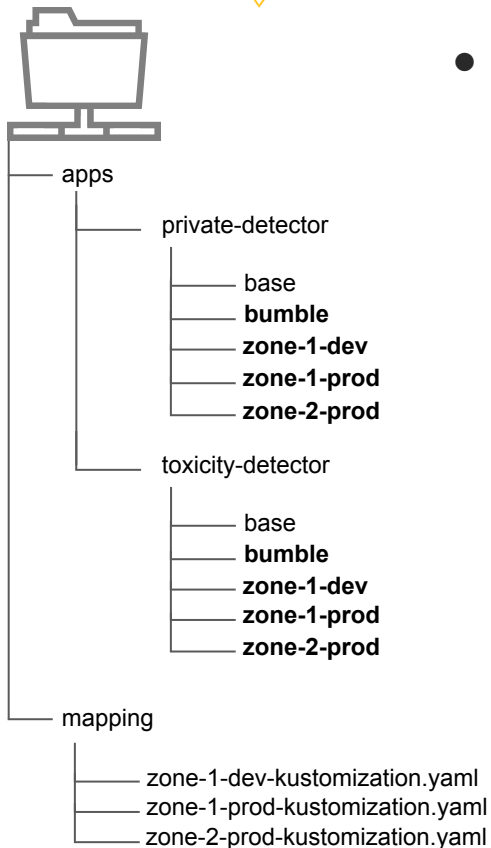 apps
private-detector
base
bumble
zone-1-dev
zone-1-prod
zone-2-prod
toxicity-detector
base
bumble
zone-1-dev
zone-1-prod
zone-2-prod
mapping
zone-1-dev-kustomization.yaml
zone-1-prod-kustomization.yaml
zone-2-prod-kustomization.yaml